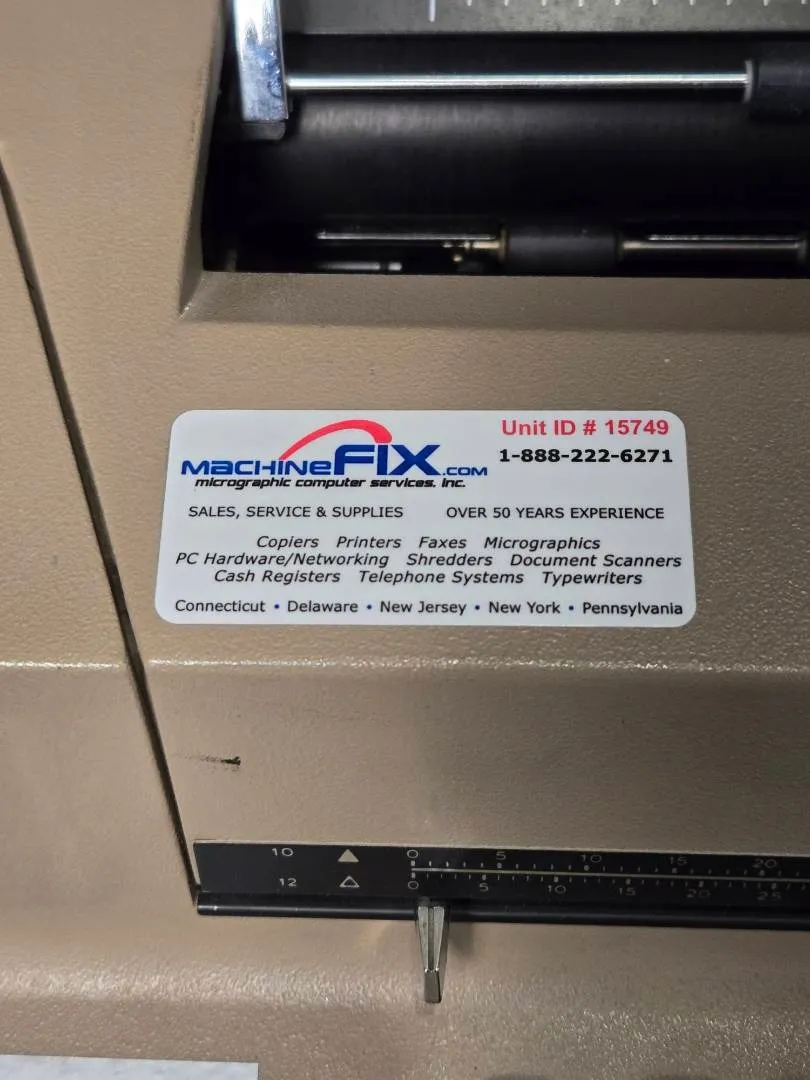 Unit ID # 15749
MACHINEFIX.COM
1-888-222-6271
micrographic computer services, Inc.
SALES, SERVICE & SUPPLIES OVER 50 YEARS EXPERIENCE
Copiers Printers Faxes Micrographics
PC Hardware/Networking Shredders Document Scanners
Cash Registers Telephone Systems Typewriters
Connecticut • Delaware • New Jersey • New York • Pennsylvania
10 0 5 10 15 20
12 0 5 10 15 20 25